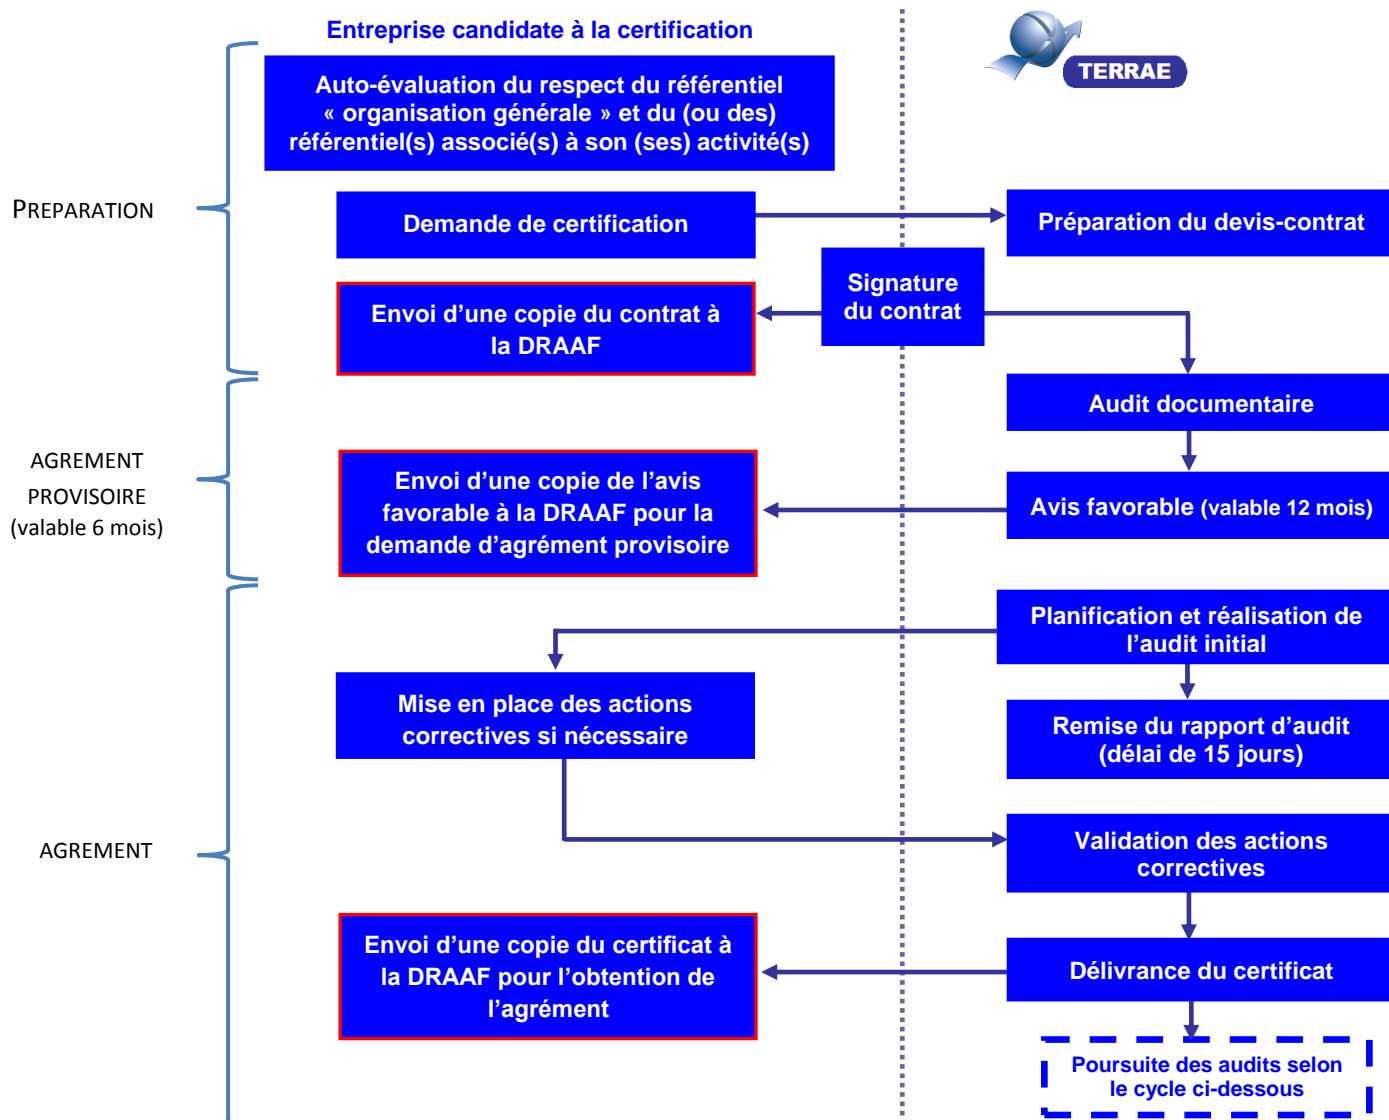 Entreprise candidate à la certification
TERRAE
Auto-évaluation du respect du référentiel
« organisation générale » et du (ou des)
référentiel(s) associé(s) à son (ses) activité(s)
PREPARATION
Demande de certification
Préparation du devis-contrat
Signature
du contrat
Envoi d’une copie du contrat à
la DRAAF
Audit documentaire
AGREMENT
PROVISOIRE
(valable 6 mois)
Envoi d’une copie de l’avis
favorable à la DRAAF pour la
demande d’agrément provisoire
Avis favorable (valable 12 mois)
Planification et réalisation de
l’audit initial
Mise en place des actions
correctives si nécessaire
Remise du rapport d’audit
(délai de 15 jours)
AGREMENT
Validation des actions
correctives
Envoi d’une copie du certificat à
la DRAAF pour l’obtention de
l’agrément
Délivrance du certificat
Poursuite des audits selon
le cycle ci-dessous